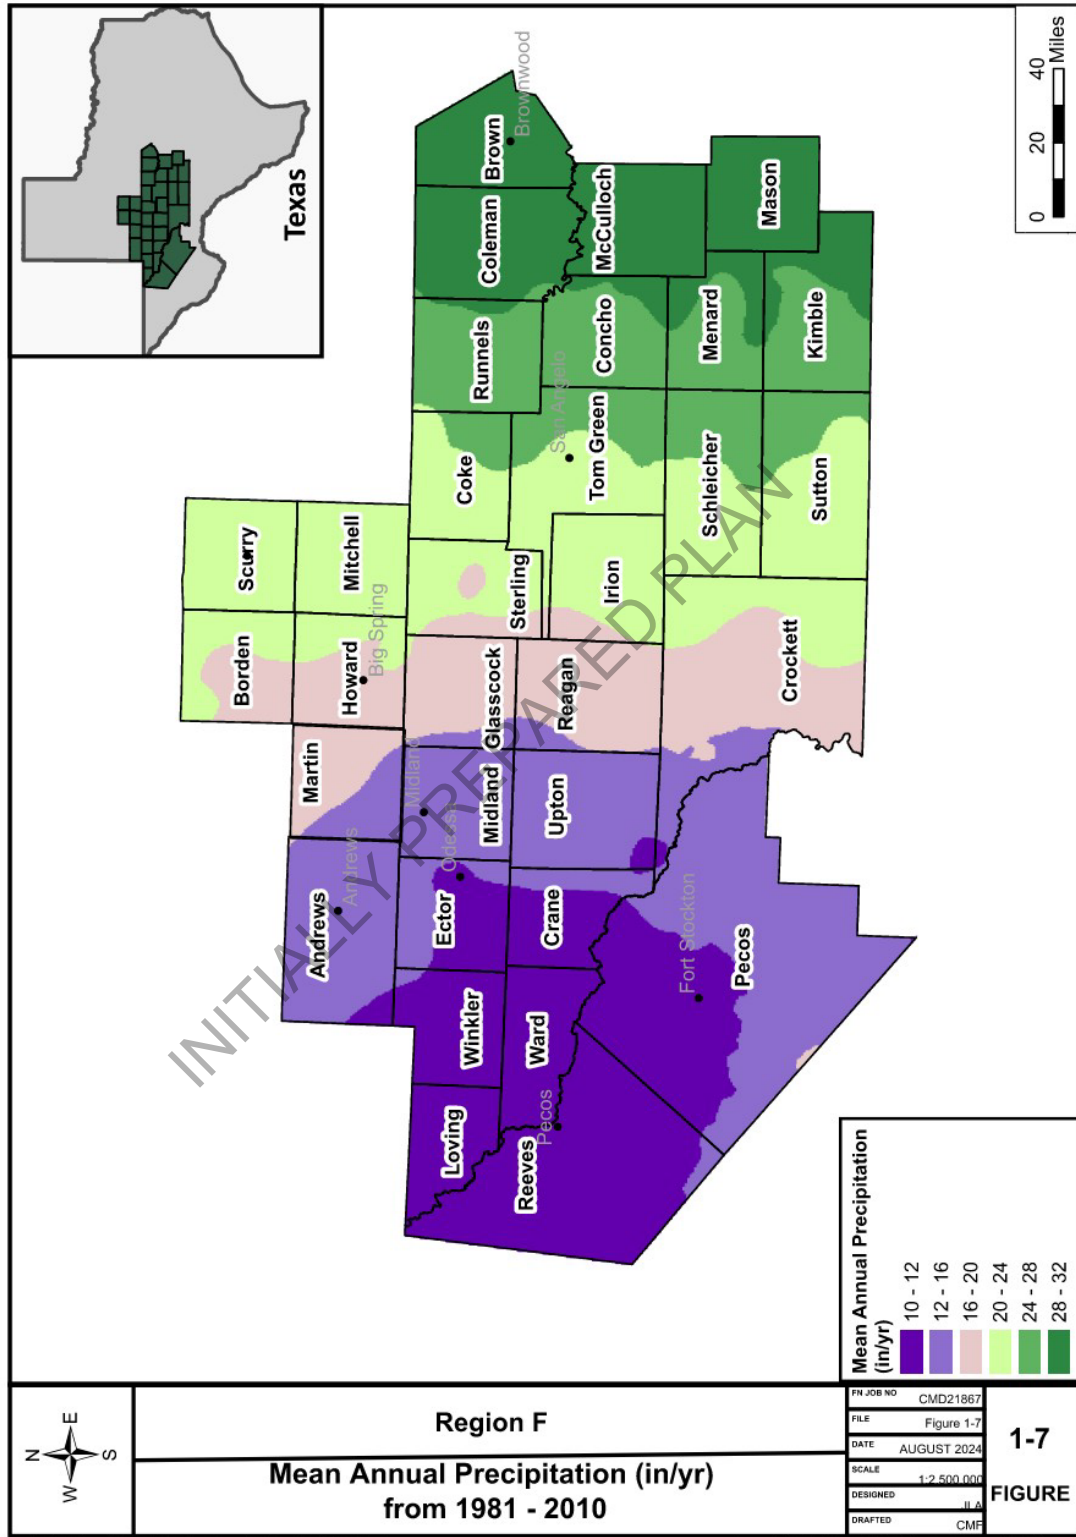 Texas
0 20 40
Miles
Scurry
Borden
Mitchell
Howard
Big Spring
Martin
Andrews
Andrews
Brown
Brownwood
Coleman
Runnels
Coke
Sterling
Glasscock
Midland
Midland
Odessa
Ector
Winkler
Loving
McCulloch
Concho
San Angelo
Tom Green
Irion
Reagan
Upton
Crane
Ward
Reeves
Pecos
Mason
Menard
Schleicher
Kimble
Sutton
Crockett
Fort Stockton
Pecos
INITIALLY PREPARED PLAN
Mean Annual Precipitation
(in/yr)
10 - 12
12 - 16
16 - 20
20 - 24
24 - 28
28 - 32
N
W E
S
Region F
Mean Annual Precipitation (in/yr)
from 1981 - 2010
FN JOB NO CMD21867
FILE Figure 1-7
DATE AUGUST 2024
SCALE 1:2,500,000
DESIGNED
DRAFTED CMF
1-7
FIGURE